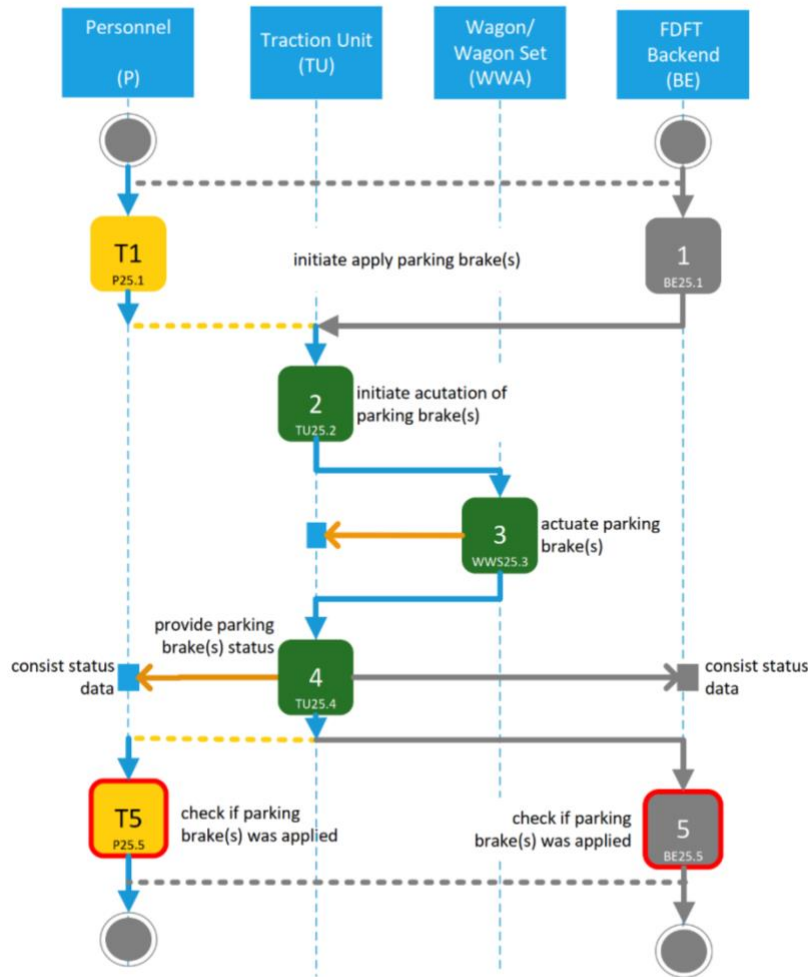 Personnel
(P)
Traction Unit
(TU)
Wagon/
Wagon Set
(WWA)
FDFT
Backend
(BE)
T1
P25.1
initiate apply parking brake(s)
1
BE25.1
2
TU25.2
initiate acutation of
parking brake(s)
3
WWS25.3
actuate parking
brake(s)
provide parking
brake(s) status
consist status
data
4
TU25.4
consist status
data
T5
P25.5
check if parking
brake(s) was applied
check if parking
brake(s) was applied
5
BE25.5